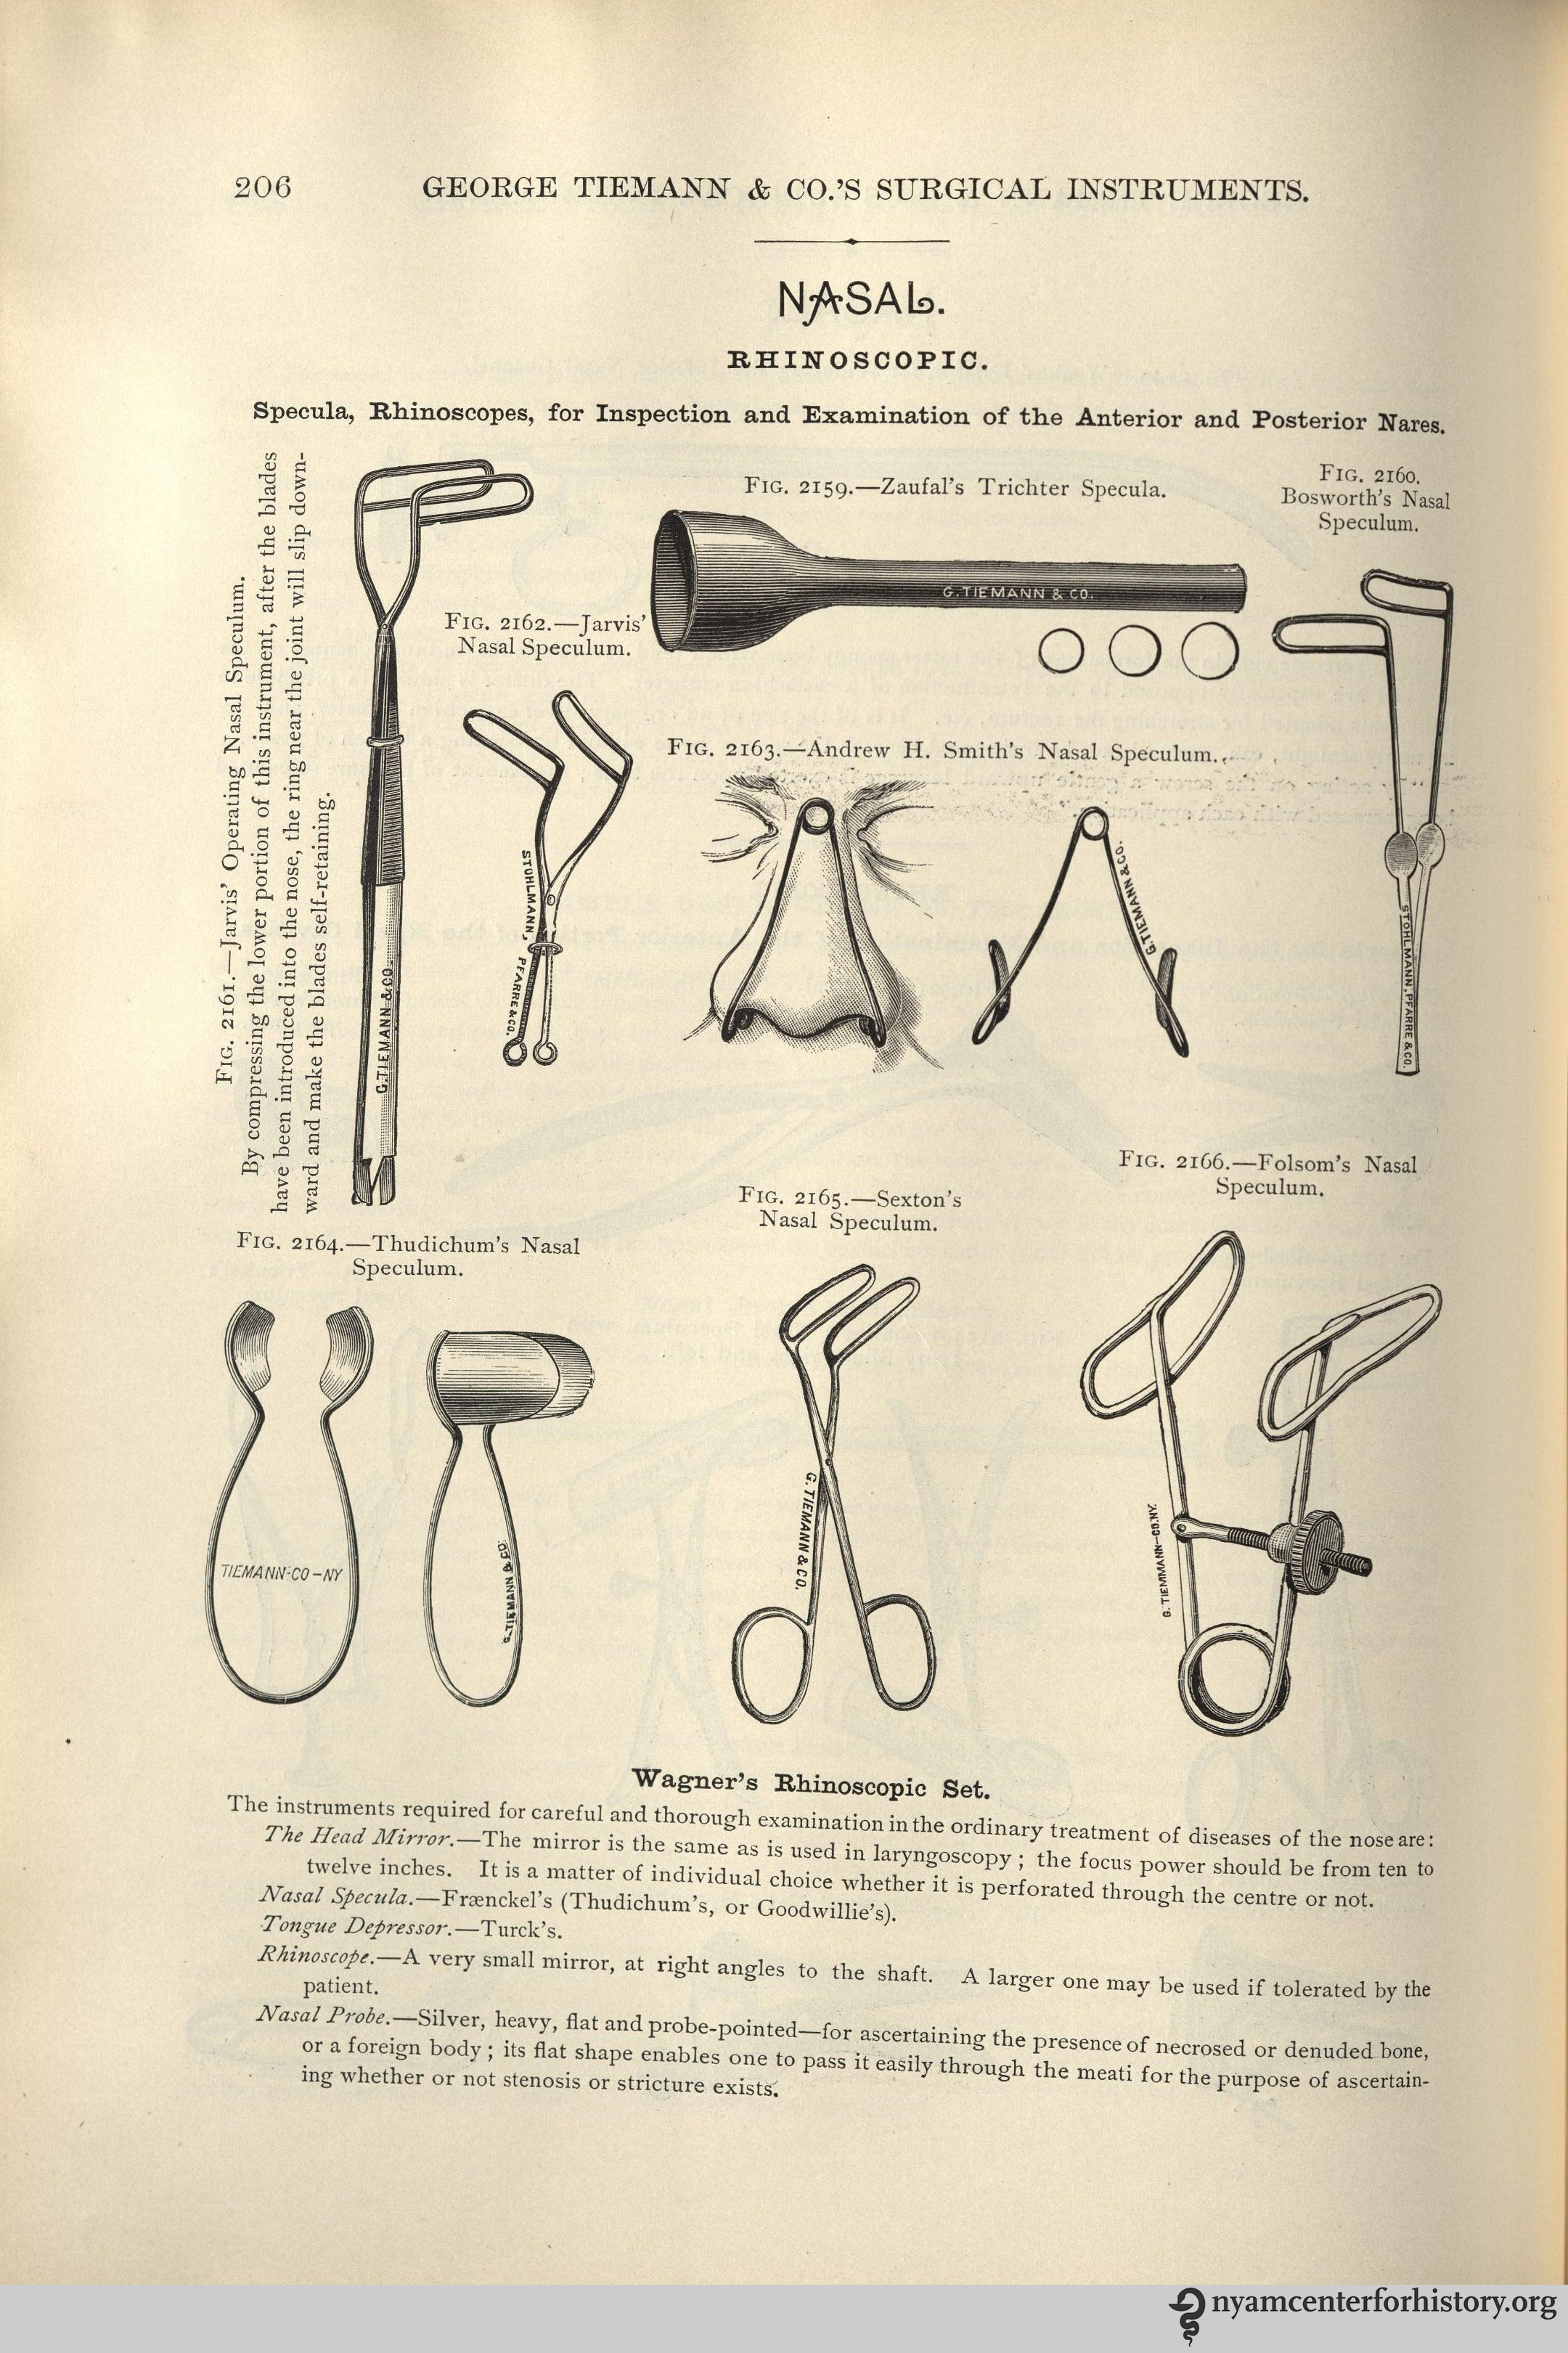 206 GEORGE TIEMANN & CO.'S SURGICAL INSTRUMENTS.
NASAL.
RHINOSCOPIC.
Specula, Rhinoscopes, for Inspection and Examination of the Anterior and Posterior Nares.
FIG. 2161.—Jarvis' Operating Nasal Speculum.
By compressing the lower portion of this instrument, after the blades
have been introduced into the nose, the ring near the joint will slip down-
ward and make the blades self-retaining.
G.TIEMANN & CO.
FIG. 2159.—Zaufal's Trichter Specula.
G. TIEMANN & CO.
FIG. 2160.
Bosworth's Nasal
Speculum.
STOHLMANN, PFARRE & CO.
FIG. 2162.—Jarvis'
Nasal Speculum.
STOHLMANN, PFARRE & CO.
FIG. 2163.—Andrew H. Smith's Nasal Speculum.
G.TIEMANN & CO.
FIG. 2164.—Thudichum's Nasal
Speculum.
TIEMANN-CO-NY
G.TIEMANN & CO.
FIG. 2165.—Sexton's
Nasal Speculum.
G. TIEMANN & CO.
FIG. 2166.—Folsom's Nasal
Speculum.
G. TIEMMANN-CO.NY.
Wagner's Rhinoscopic Set.
The instruments required for careful and thorough examination in the ordinary treatment of diseases of the nose are:
The Head Mirror.—The mirror is the same as is used in laryngoscopy; the focus power should be from ten to
twelve inches. It is a matter of individual choice whether it is perforated through the centre or not.
Nasal Specula.—Frænckel's (Thudichum's, or Goodwillie's).
Tongue Depressor.—Turck's.
Rhinoscope.—A very small mirror, at right angles to the shaft. A larger one may be used if tolerated by the
patient.
Nasal Probe.—Silver, heavy, flat and probe-pointed—for ascertaining the presence of necrosed or denuded bone,
or a foreign body; its flat shape enables one to pass it easily through the meati for the purpose of ascertain-
ing whether or not stenosis or stricture exists.
nyamcenterforhistory.org